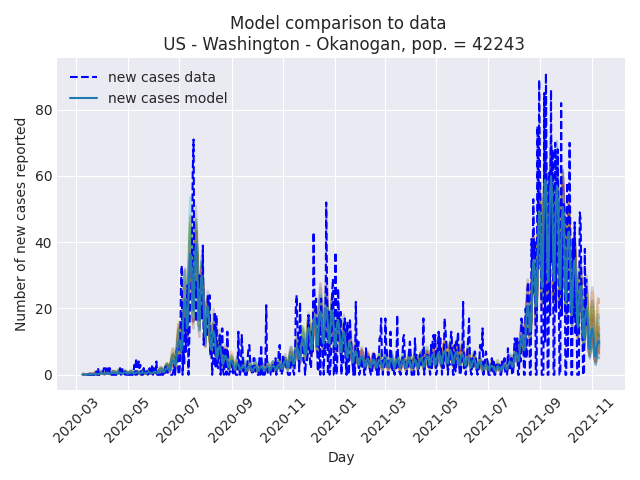 Model comparison to data
US - Washington - Okanogan, pop. = 42243
new cases data
new cases model
Number of new cases reported
80
60
40
20
0
2020-03
2020-05
2020-07
2020-09
2020-11
2021-01
2021-03
2021-05
2021-07
2021-09
2021-11
Day